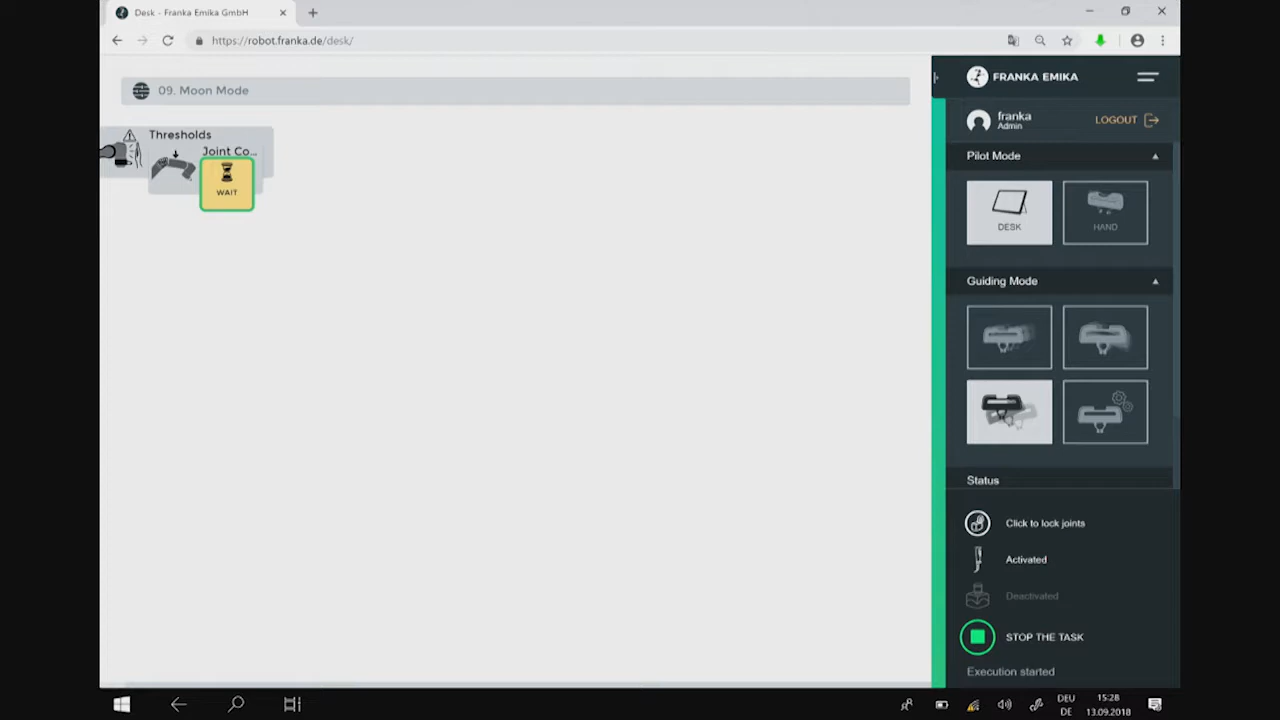 Desk - Franka Emika GmbH
https://robot.franka.de/desk/
FRANKA EMIKA
09. Moon Mode
franka
Admin
LOGOUT
Thresholds
Joint Co...
WAIT
Pilot Mode
DESK
HAND
Guiding Mode
Status
Click to lock joints
Activated
Deactivated
STOP THE TASK
Execution started
DEU
DE
15:28
13.09.2018